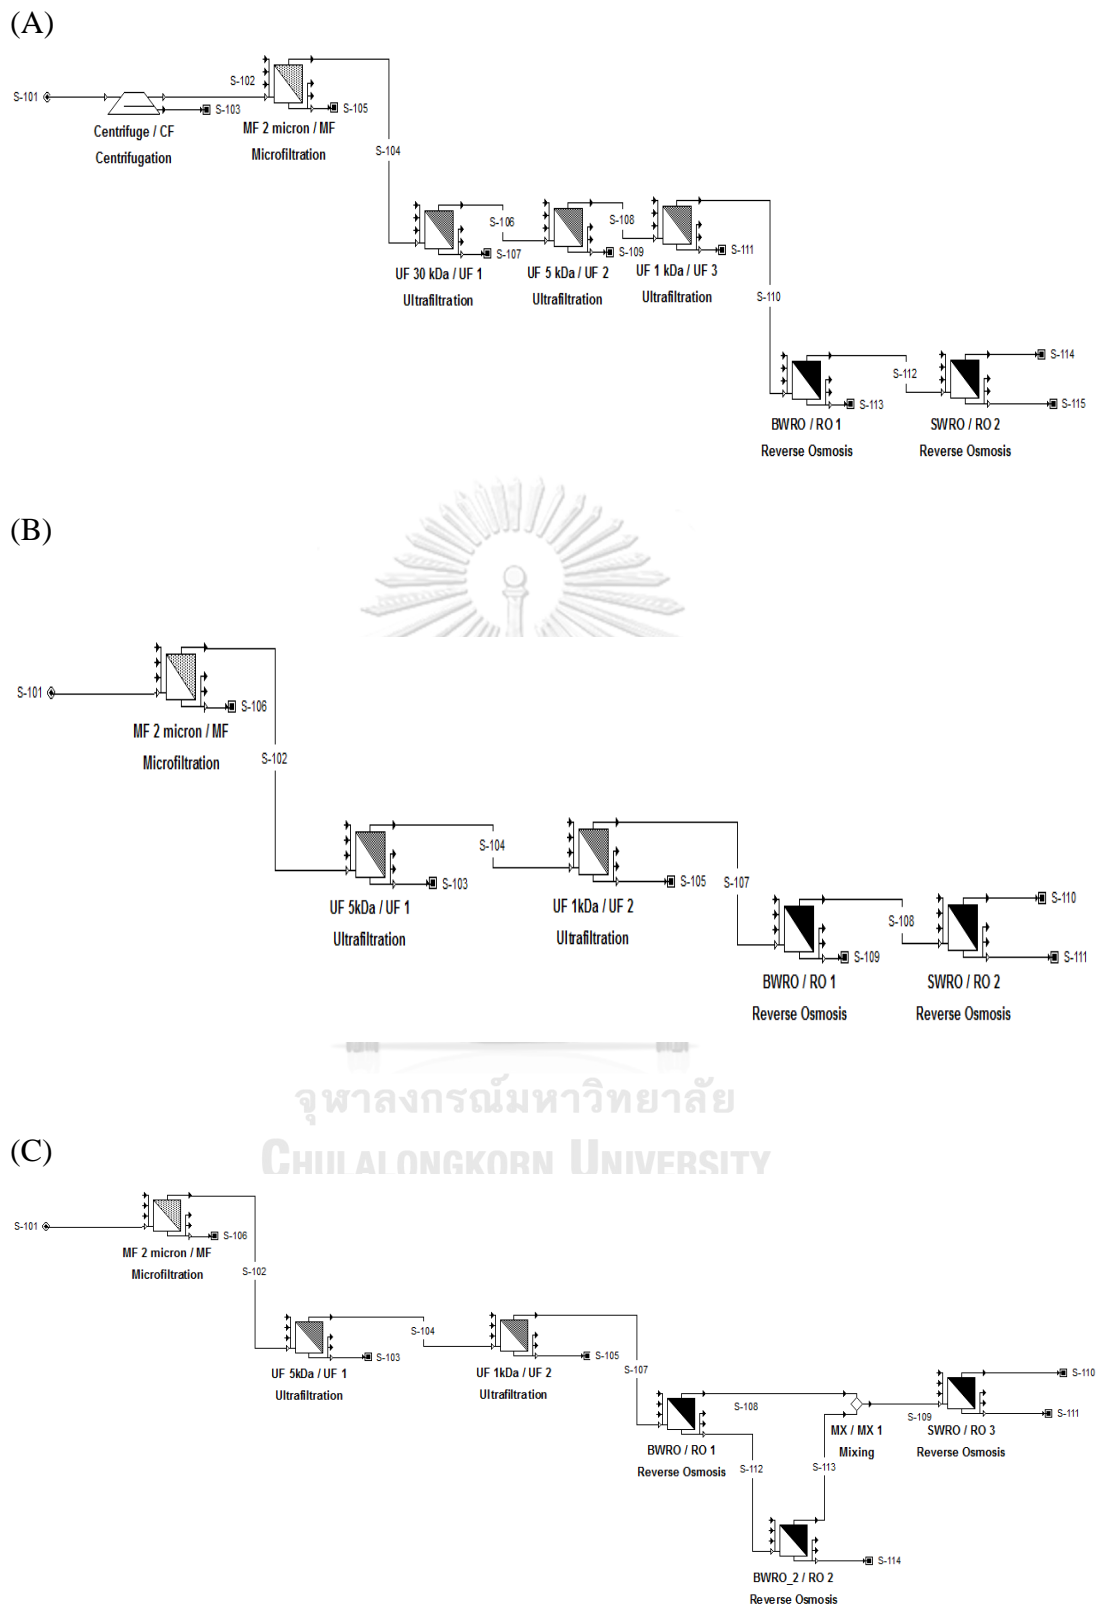 (A)
S-101
S-103
Centrifuge / CF
Centrifugation
S-102
S-105
MF 2 micron / MF
Microfiltration
S-104
S-106
S-107
UF 30 kDa / UF 1
Ultrafiltration
S-108
S-109
UF 5 kDa / UF 2
Ultrafiltration
S-111
UF 1 kDa / UF 3
Ultrafiltration
S-110
S-112
S-113
BWRO / RO 1
Reverse Osmosis
S-114
S-115
SWRO / RO 2
Reverse Osmosis
(B)
S-101
S-106
MF 2 micron / MF
Microfiltration
S-102
S-104
S-103
UF 5kDa / UF 1
Ultrafiltration
S-105
UF 1kDa / UF 2
Ultrafiltration
S-107
S-108
S-109
BWRO / RO 1
Reverse Osmosis
S-110
S-111
SWRO / RO 2
Reverse Osmosis
จุฬาลงกรณ์มหาวิทยาลัย
CHULALONGKORN UNIVERSITY
(C)
S-101
S-106
MF 2 micron / MF
Microfiltration
S-102
S-104
S-103
UF 5kDa / UF 1
Ultrafiltration
S-105
UF 1kDa / UF 2
Ultrafiltration
S-107
S-108
BWRO / RO 1
Reverse Osmosis
S-112
S-113
MX / MX 1
Mixing
S-109
S-110
S-111
SWRO / RO 3
Reverse Osmosis
S-114
BWRO_2 / RO 2
Reverse Osmosis